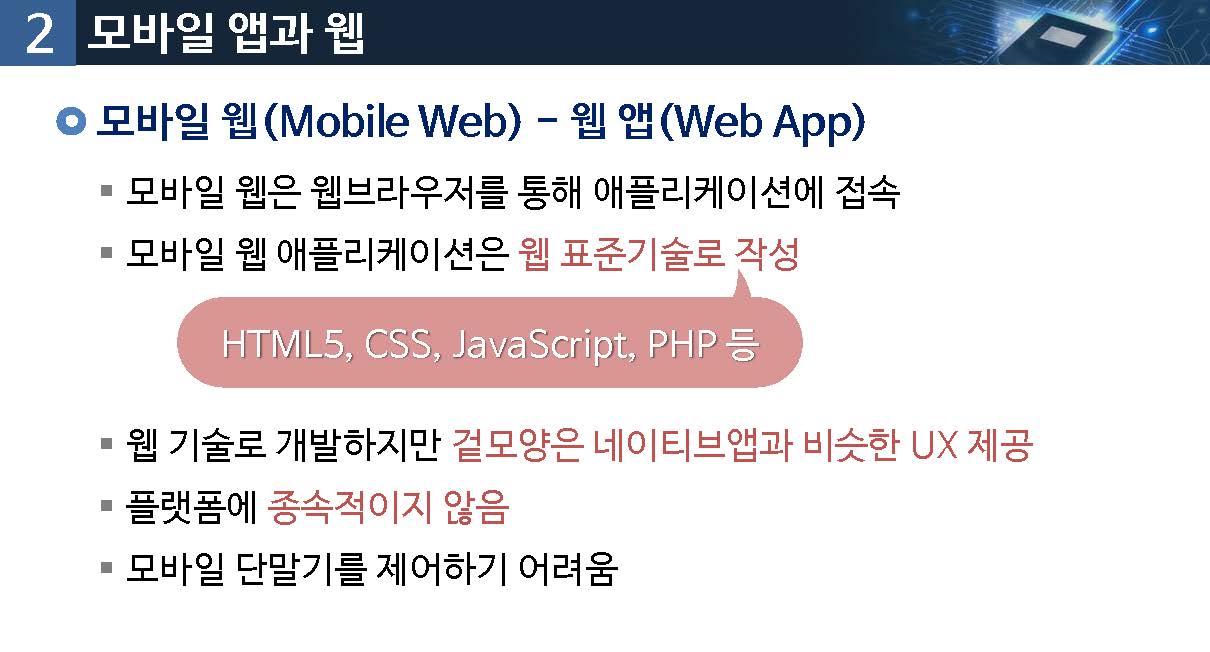 2 모바일 앱과 웹
모바일 웹(Mobile Web) – 웹 앱(Web App)
모바일 웹은 웹브라우저를 통해 애플리케이션에 접속
모바일 웹 애플리케이션은 웹 표준기술로 작성
HTML5, CSS, JavaScript, PHP 등
웹 기술로 개발하지만 겉모양은 네이티브앱과 비슷한 UX 제공
플랫폼에 종속적이지 않음
모바일 단말기를 제어하기 어려움